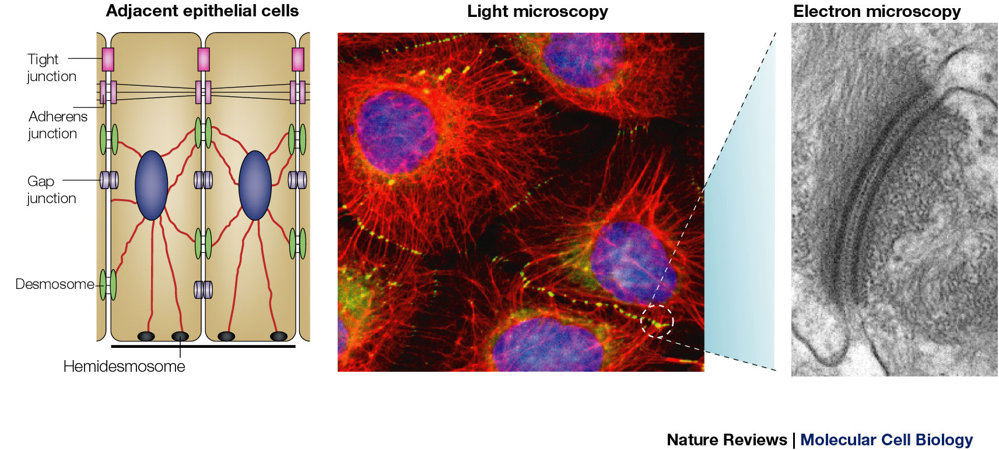 Adjacent epithelial cells
Light microscopy
Electron microscopy
Tight
junction
Adherens
junction
Gap
junction
Desmosome
Hemidesmosome
Nature Reviews | Molecular Cell Biology